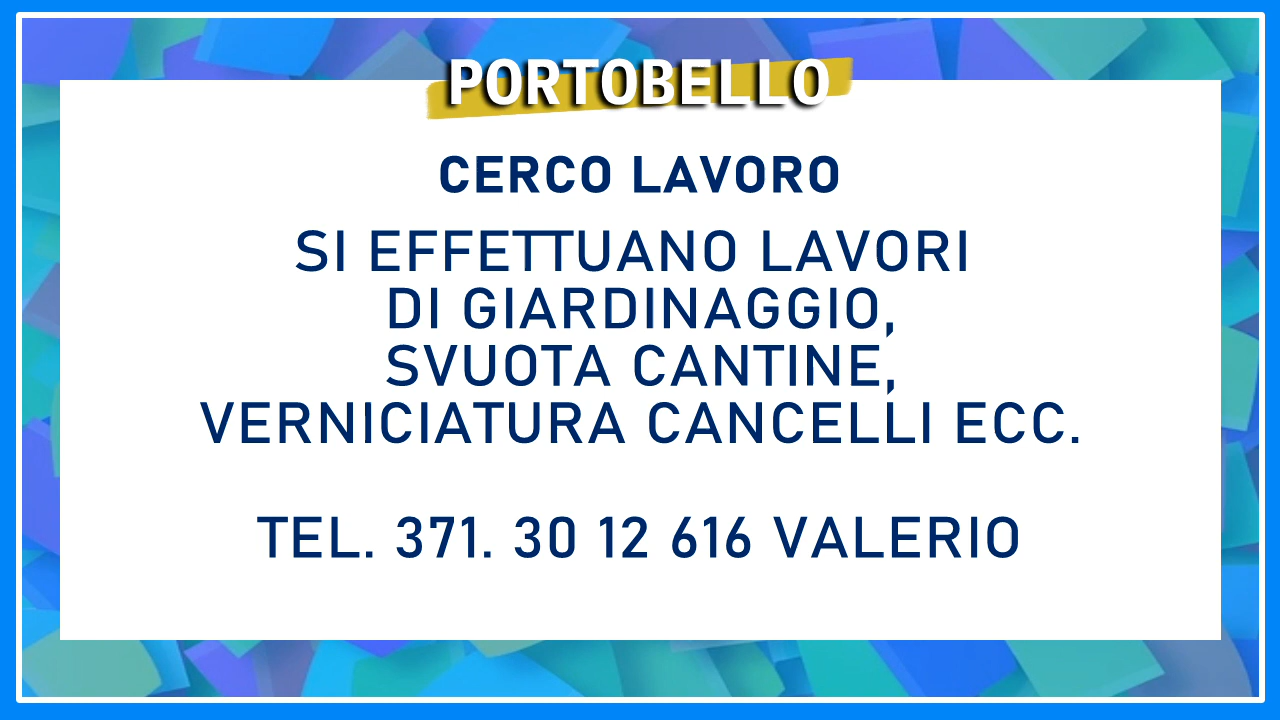 PORTOBELLO
CERCO LAVORO
SI EFFETTUANO LAVORI
DI GIARDINAGGIO,
SVUOTA CANTINE,
VERNICIATURA CANCELLI ECC.
TEL. 371. 30 12 616 VALERIO